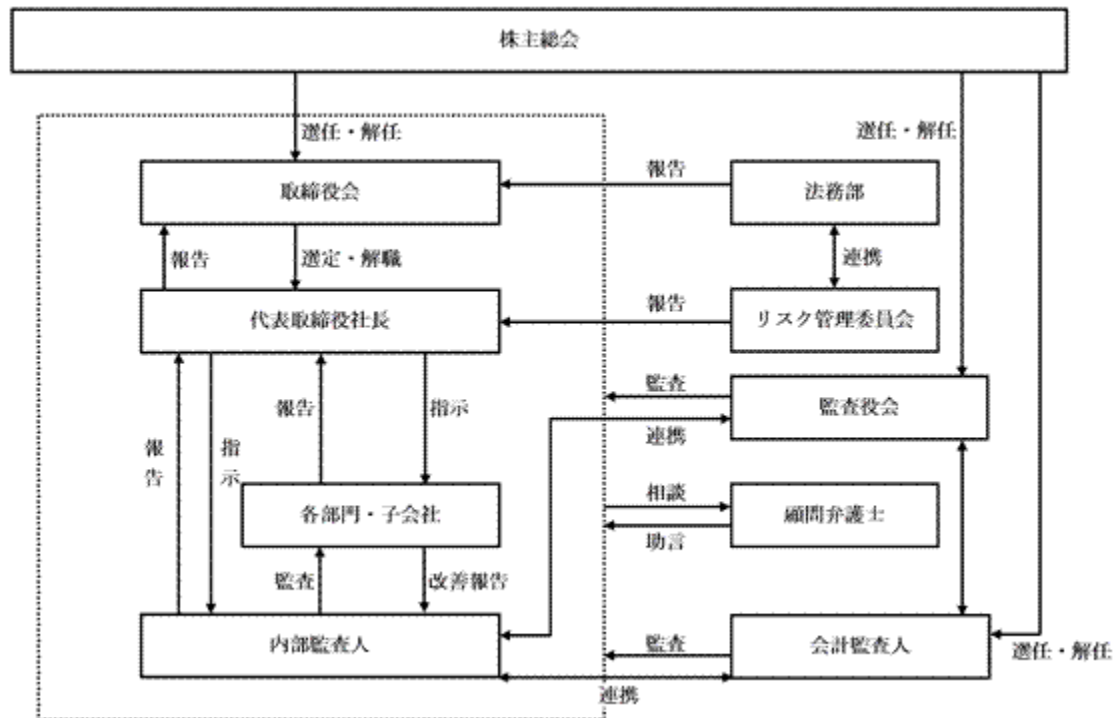 株主総会
選任・解任
選任・解任
報告
取締役会
法務部
報告
選定・解職
連携
報告
代表取締役社長
リスク管理委員会
監査
報告
指示
監査役会
連携
報告
指示
相談
各部門・子会社
顧問弁護士
助言
監査
改善報告
内部監査人
監査
会計監査人
選任・解任
連携